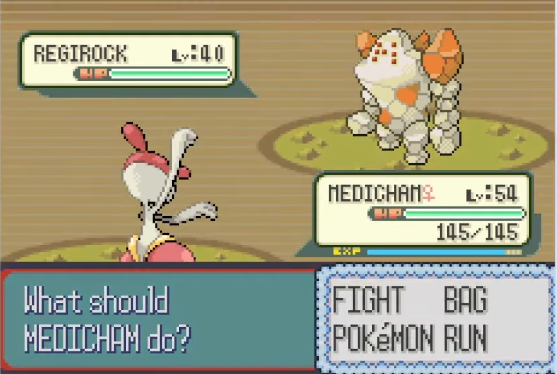 REGIROCK Lv:40
HP
MEDICHAM♀ Lv:54
HP
145/145
EXP
What should
MEDICHAM do?
FIGHT BAG
POKéMON RUN